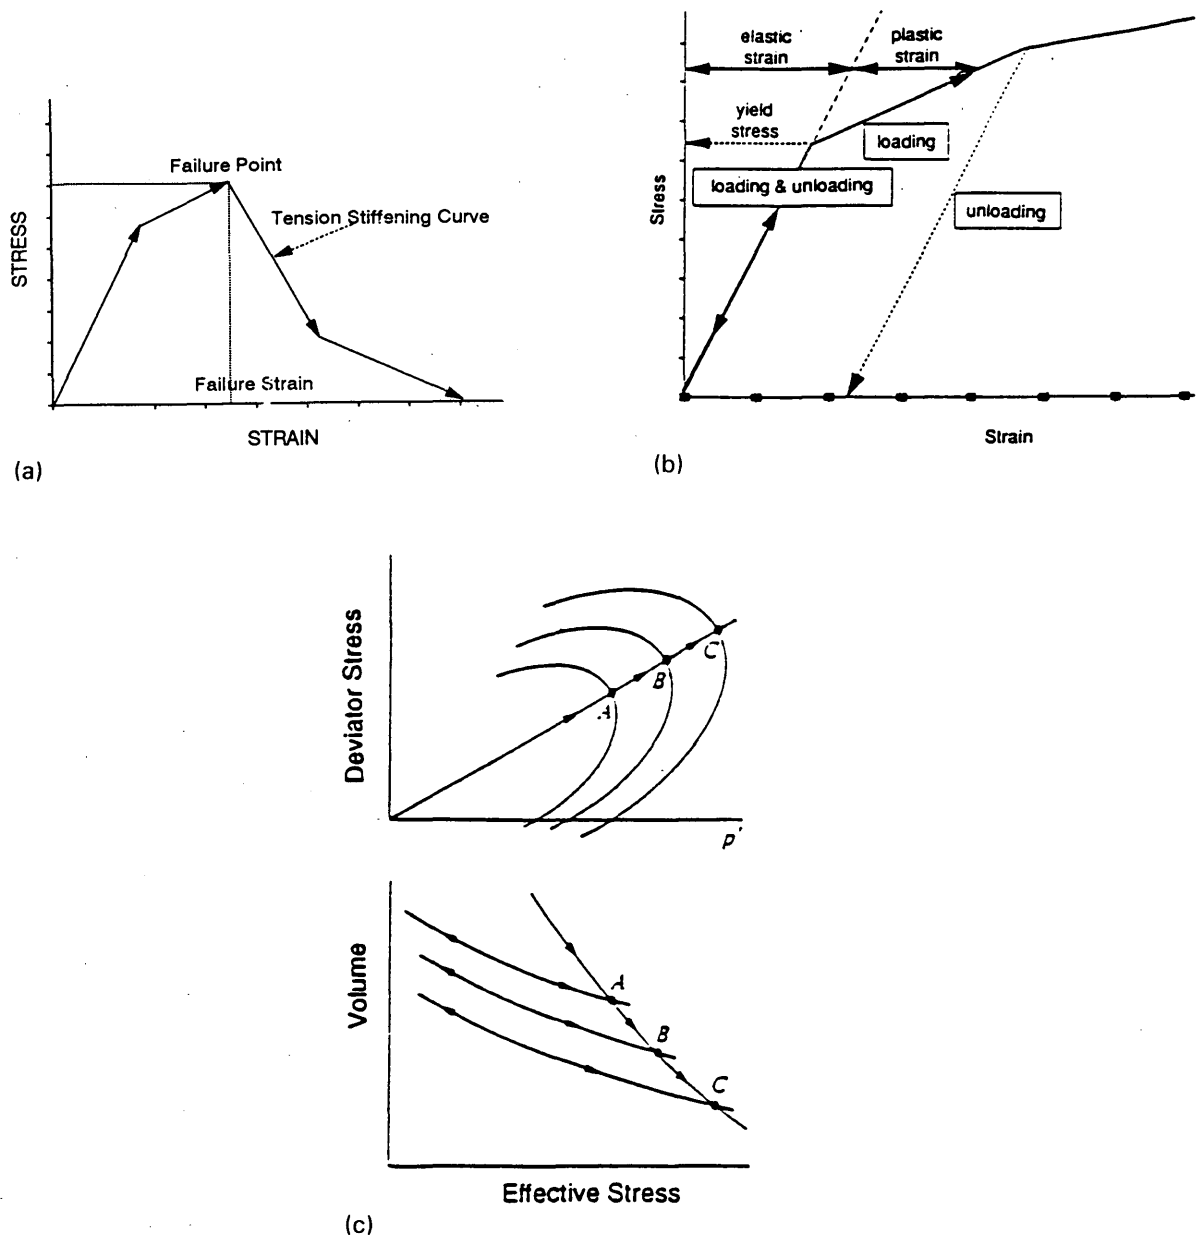 Failure Point
Tension Stiffening Curve
STRESS
Failure Strain
STRAIN
(a)
elastic
strain
plastic
strain
yield
stress
loading
loading & unloading
unloading
Stress
Strain
(b)
Deviator Stress
A
B
C
p'
Volume
A
B
C
Effective Stress
(c)